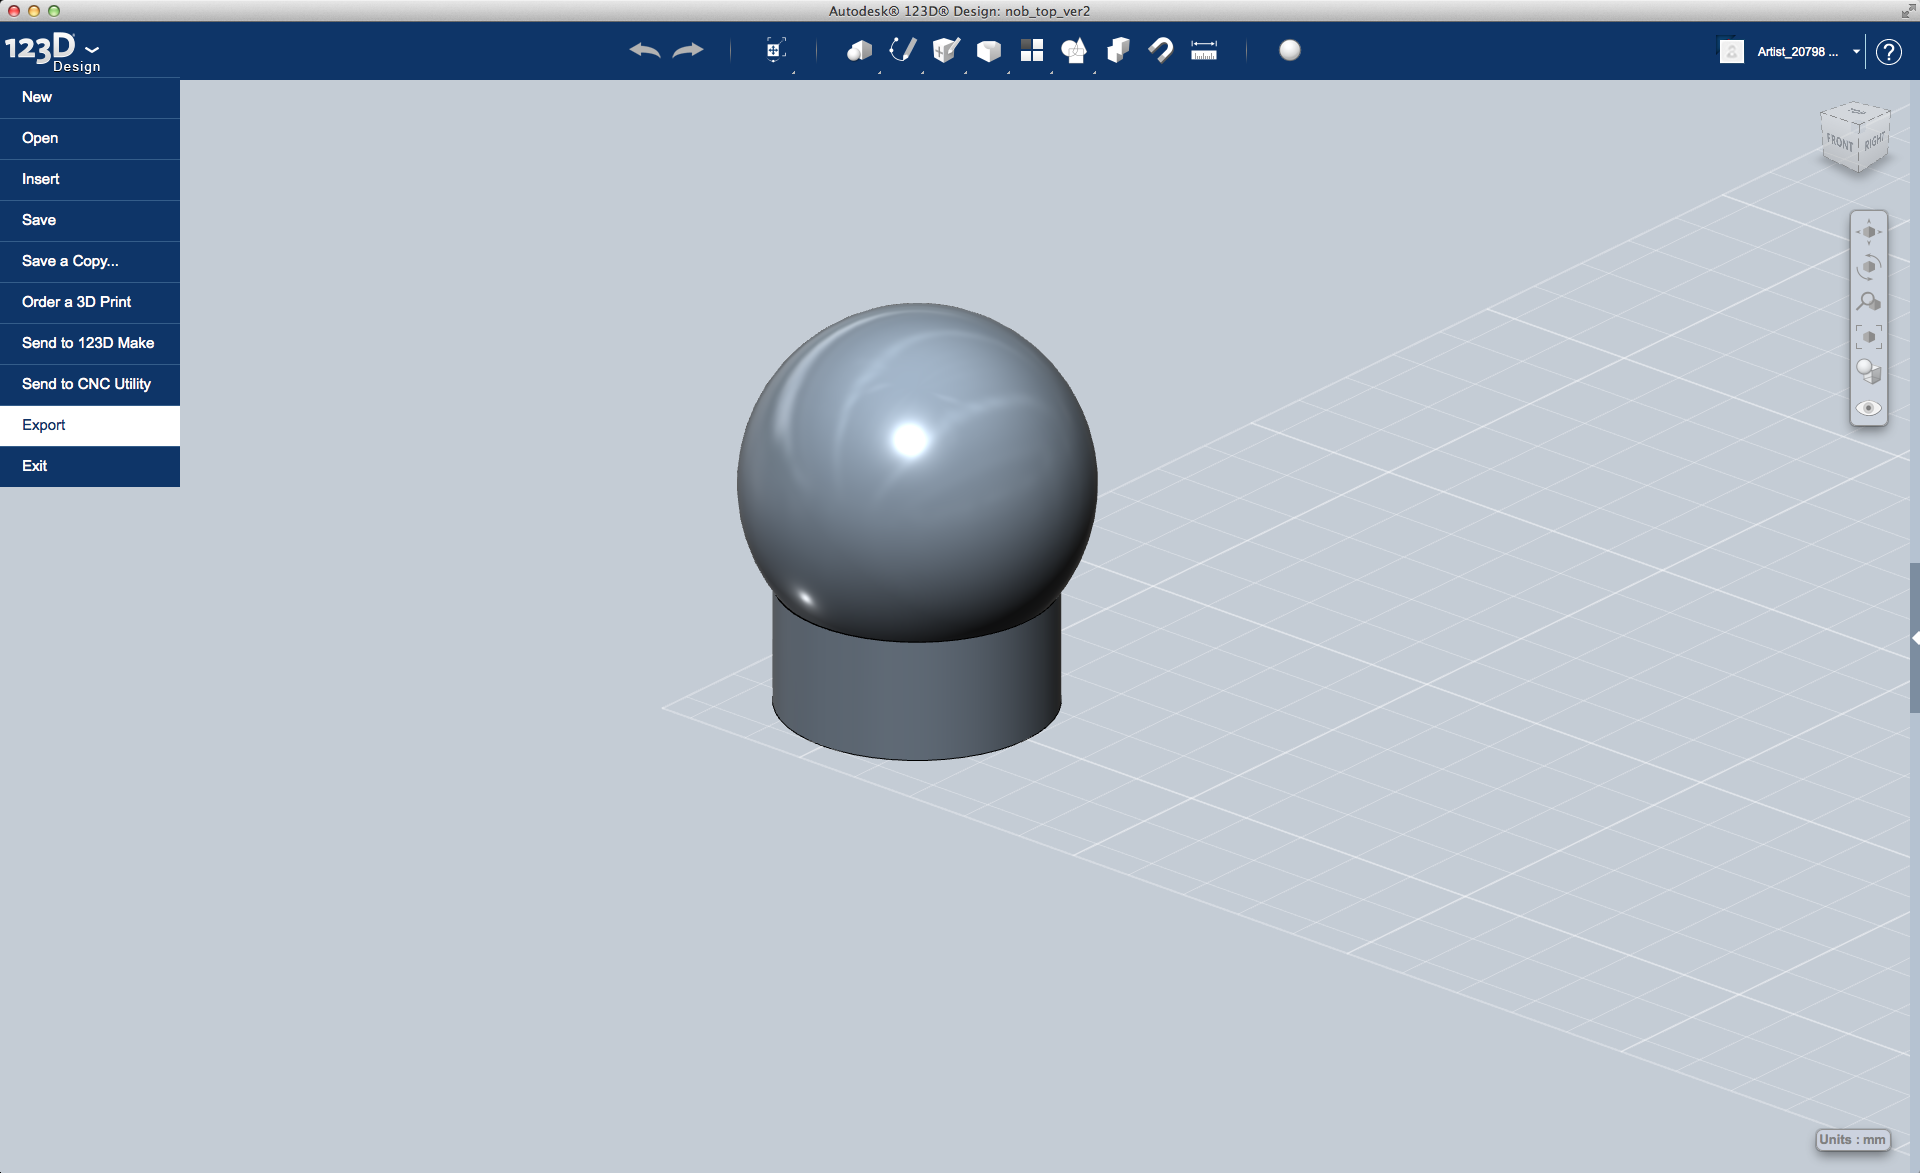 Autodesk® 123D® Design: nob_top_ver2
123D
Design
Artist_20798 ...
?
New
Open
Insert
Save
Save a Copy...
Order a 3D Print
Send to 123D Make
Send to CNC Utility
Export
Exit
FRONT
RIGHT
Units : mm